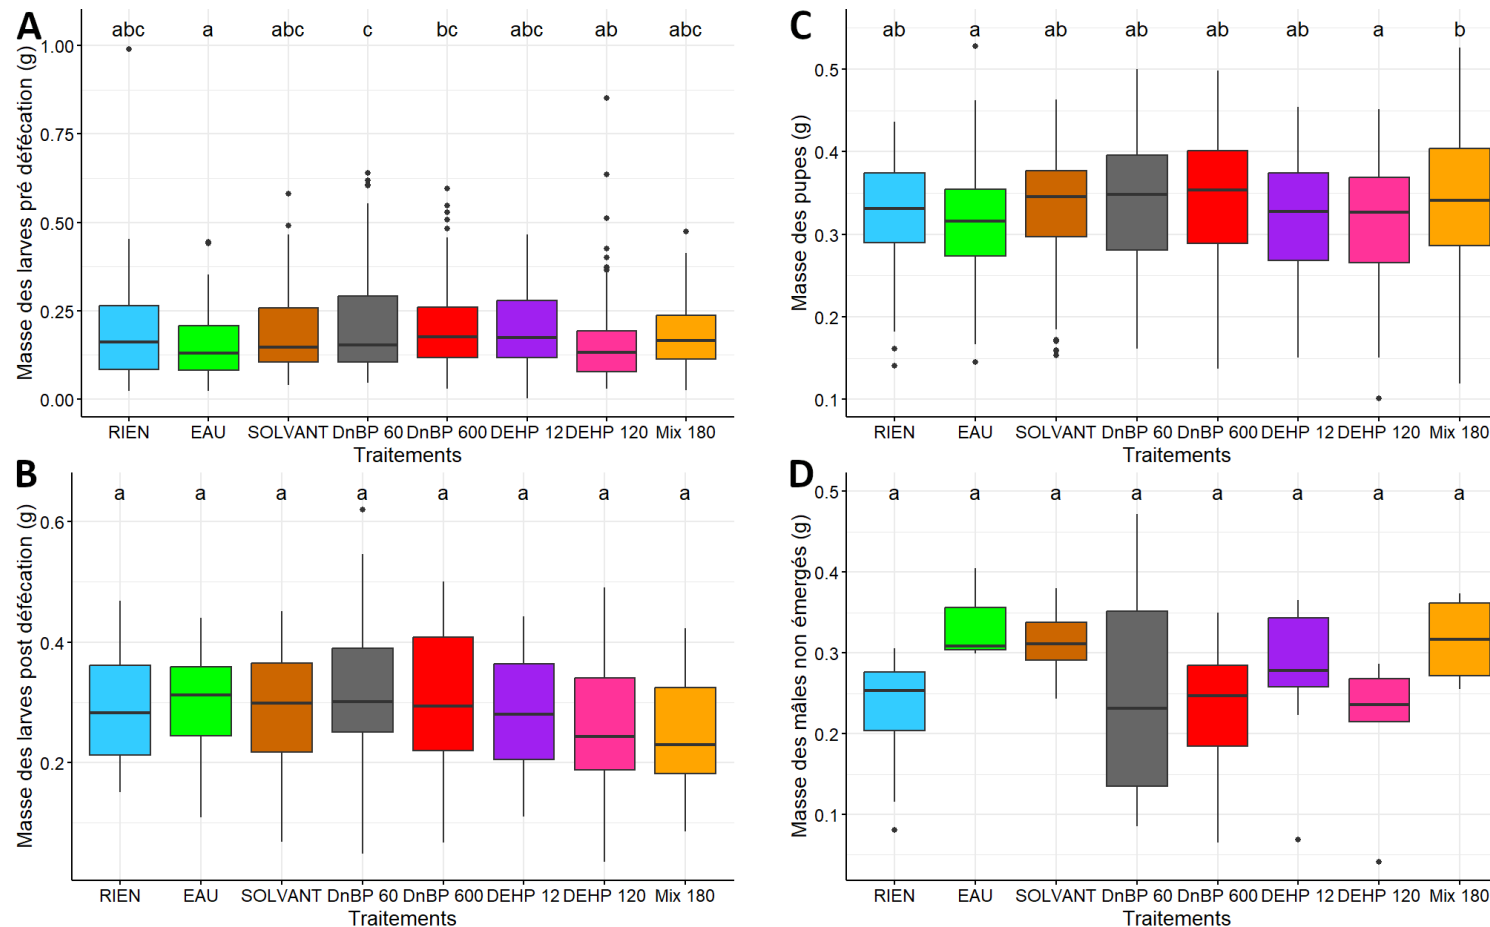 A
Masse des larves pré défécation (g)
abc a abc c bc abc ab abc
1.00
0.75
0.50
0.25
0.00
RIEN EAU SOLVANT DnBP 60 DnBP 600 DEHP 12 DEHP 120 Mix 180
Traitements
B
Masse des larves post défécation (g)
a a a a a a a a
0.6
0.4
0.2
RIEN EAU SOLVANT DnBP 60 DnBP 600 DEHP 12 DEHP 120 Mix 180
Traitements
C
Masse des pupes (g)
ab a ab ab ab ab a b
0.5
0.4
0.3
0.2
0.1
RIEN EAU SOLVANT DnBP 60 DnBP 600 DEHP 12 DEHP 120 Mix 180
Traitements
D
Masse des mâles non émergés (g)
a a a a a a a a
0.5
0.4
0.3
0.2
0.1
RIEN EAU SOLVANT DnBP 60 DnBP 600 DEHP 12 DEHP 120 Mix 180
Traitements